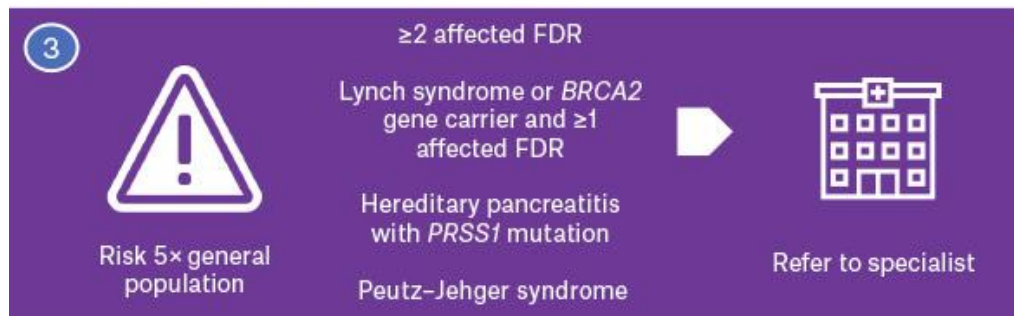 3
Risk 5× general
population
≥2 affected FDR
Lynch syndrome or BRCA2
gene carrier and ≥1
affected FDR
Hereditary pancreatitis
with PRSS1 mutation
Peutz–Jehger syndrome
Refer to specialist